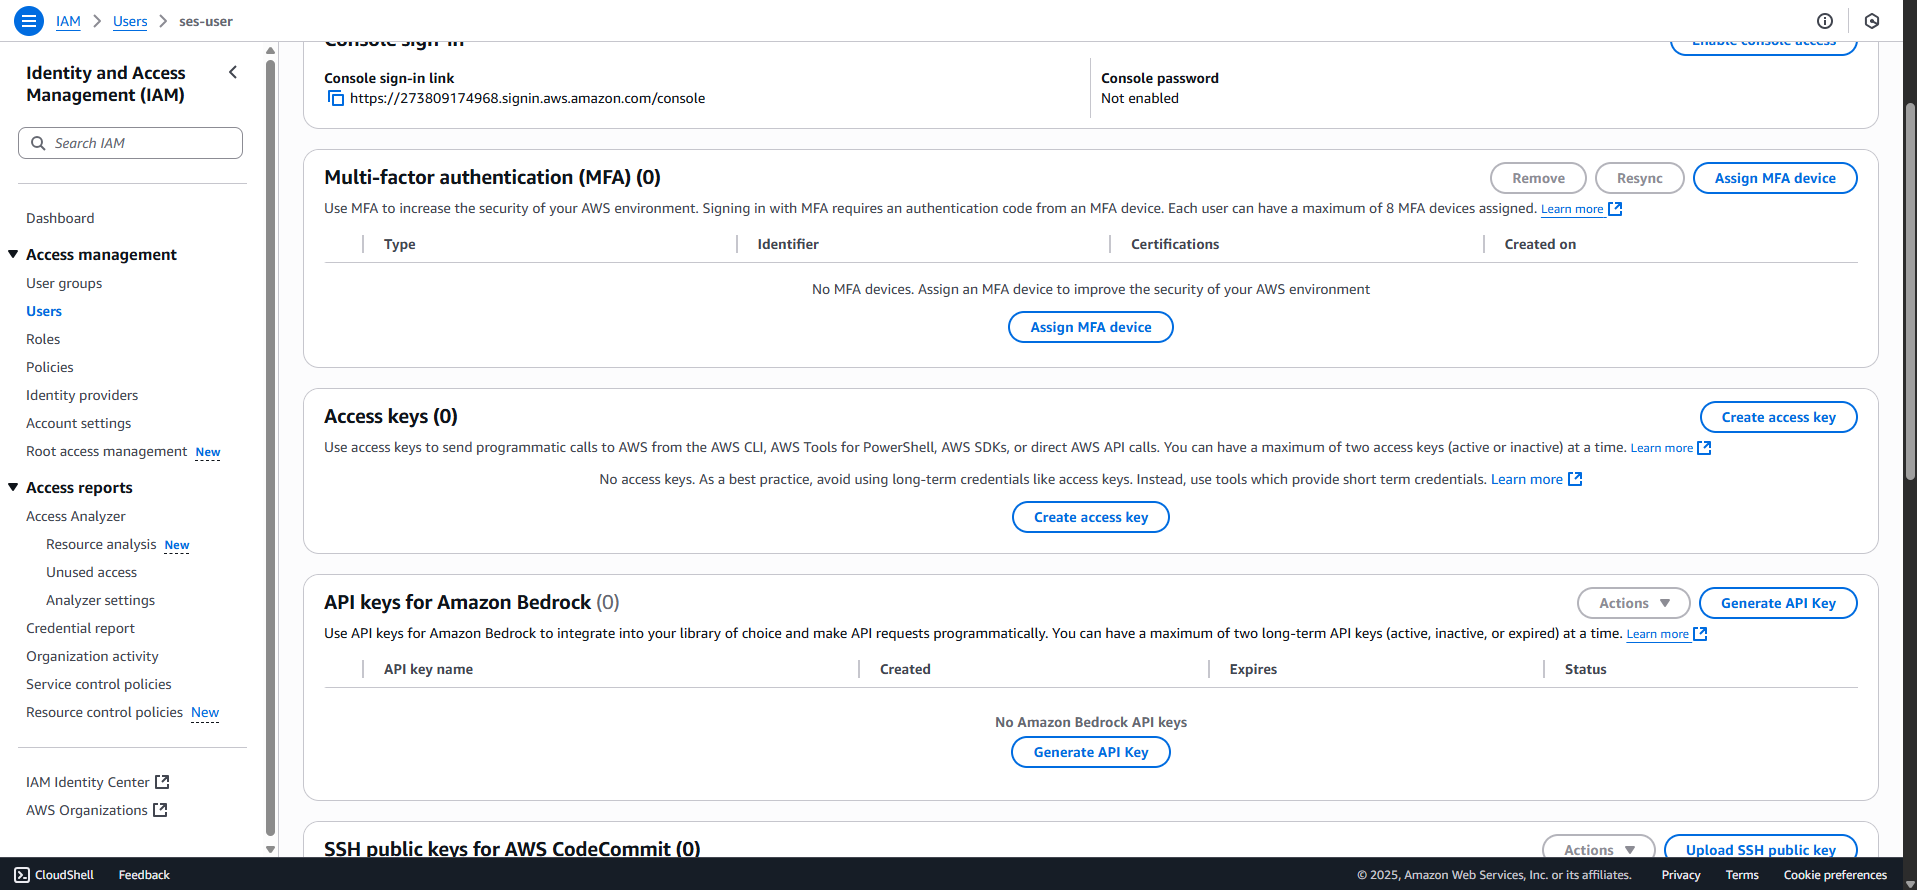 IAM > Users > ses-user
Identity and Access
Management (IAM)
Search IAM
Dashboard
Access management
User groups
Users
Roles
Policies
Identity providers
Account settings
Root access management New
Access reports
Access Analyzer
Resource analysis New
Unused access
Analyzer settings
Credential report
Organization activity
Service control policies
Resource control policies New
IAM Identity Center
AWS Organizations
Console sign-in
Enable console access
Console sign-in link
https://273809174968.signin.aws.amazon.com/console
Console password
Not enabled
Multi-factor authentication (MFA) (0)
Remove Resync Assign MFA device
Use MFA to increase the security of your AWS environment. Signing in with MFA requires an authentication code from an MFA device. Each user can have a maximum of 8 MFA devices assigned. Learn more
Type Identifier Certifications Created on
No MFA devices. Assign an MFA device to improve the security of your AWS environment
Assign MFA device
Access keys (0)
Create access key
Use access keys to send programmatic calls to AWS from the AWS CLI, AWS Tools for PowerShell, AWS SDKs, or direct AWS API calls. You can have a maximum of two access keys (active or inactive) at a time. Learn more
No access keys. As a best practice, avoid using long-term credentials like access keys. Instead, use tools which provide short term credentials. Learn more
Create access key
API keys for Amazon Bedrock (0)
Actions Generate API Key
Use API keys for Amazon Bedrock to integrate into your library of choice and make API requests programmatically. You can have a maximum of two long-term API keys (active, inactive, or expired) at a time. Learn more
API key name Created Expires Status
No Amazon Bedrock API keys
Generate API Key
SSH public keys for AWS CodeCommit (0)
Actions Upload SSH public key
CloudShell Feedback
© 2025, Amazon Web Services, Inc. or its affiliates. Privacy Terms Cookie preferences